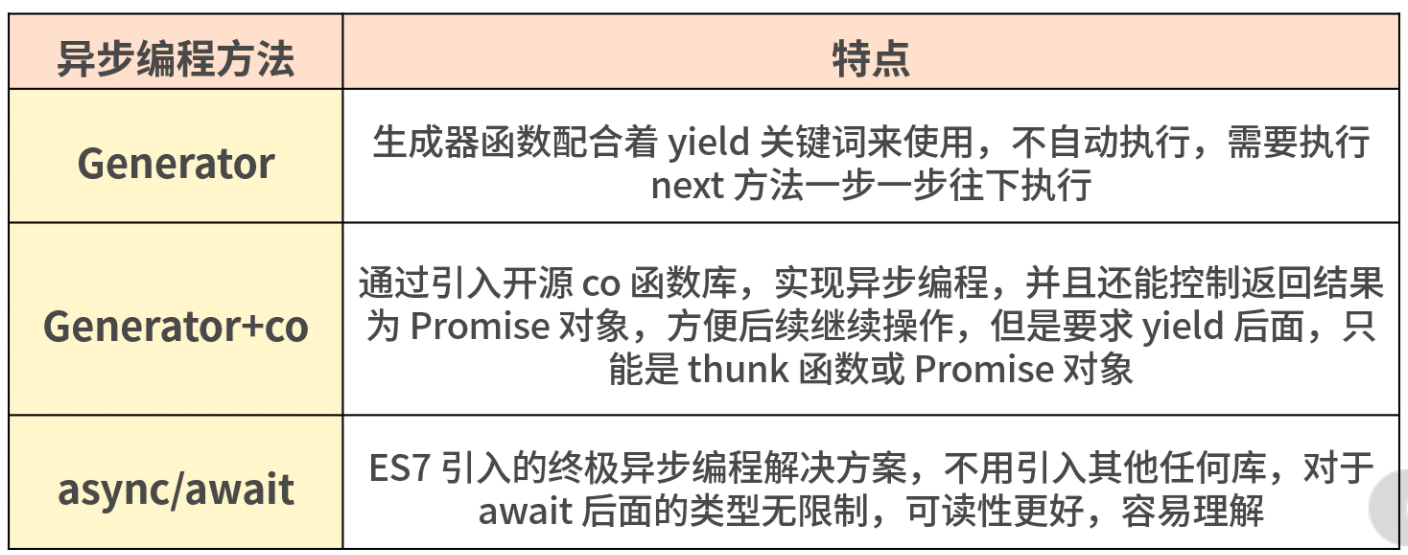 异步编程方法
特点
Generator
生成器函数配合着 yield 关键词来使用，不自动执行，需要执行
next 方法一步一步往下执行
Generator+co
通过引入开源 co 函数库，实现异步编程，并且还能控制返回结果
为 Promise 对象，方便后续继续操作，但是要求 yield 后面，只
能是 thunk 函数或 Promise 对象
async/await
ES7 引入的终极异步编程解决方案，不用引入其他任何库，对于
await 后面的类型无限制，可读性更好，容易理解